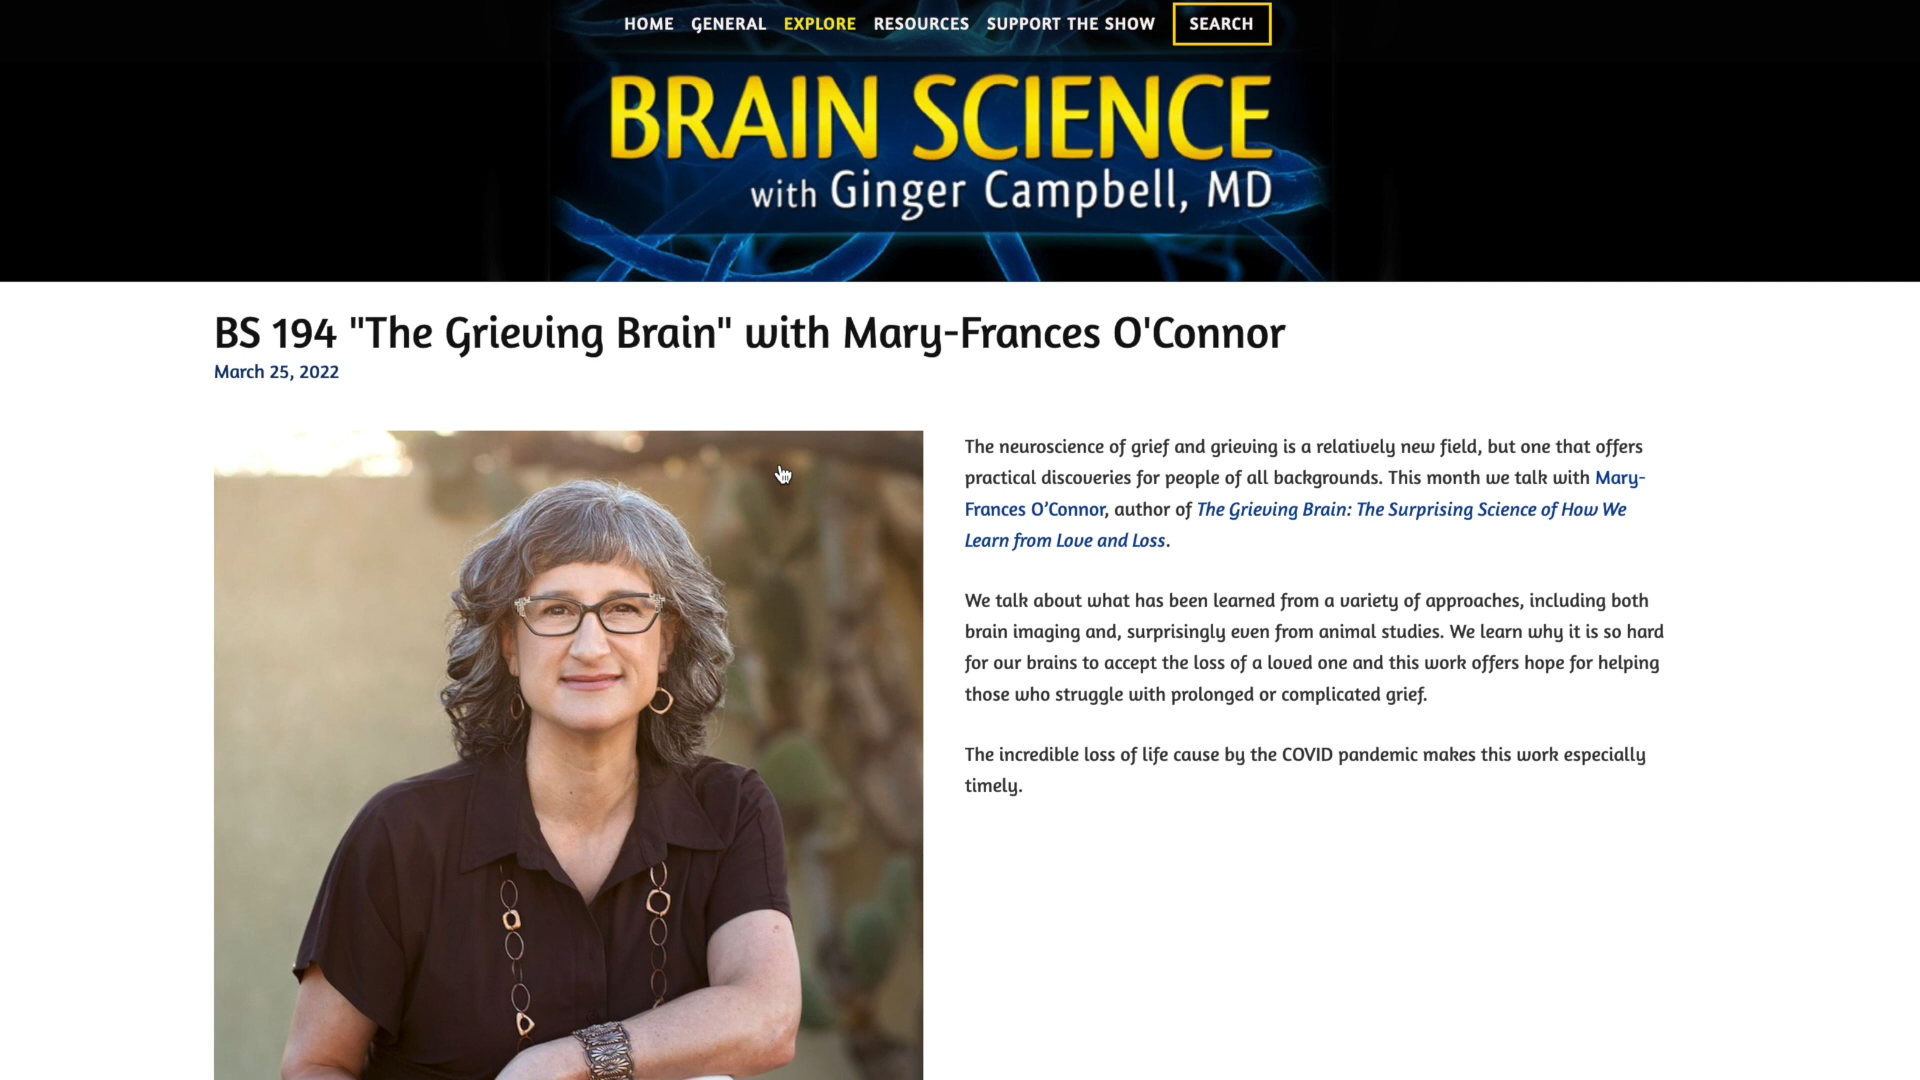 HOME GENERAL EXPLORE RESOURCES SUPPORT THE SHOW SEARCH
BRAIN SCIENCE
with Ginger Campbell, MD
BS 194 "The Grieving Brain" with Mary-Frances O'Connor
March 25, 2022
The neuroscience of grief and grieving is a relatively new field, but one that offers
practical discoveries for people of all backgrounds. This month we talk with Mary-
Frances O’Connor, author of The Grieving Brain: The Surprising Science of How We
Learn from Love and Loss.
We talk about what has been learned from a variety of approaches, including both
brain imaging and, surprisingly even from animal studies. We learn why it is so hard
for our brains to accept the loss of a loved one and this work offers hope for helping
those who struggle with prolonged or complicated grief.
The incredible loss of life cause by the COVID pandemic makes this work especially
timely.